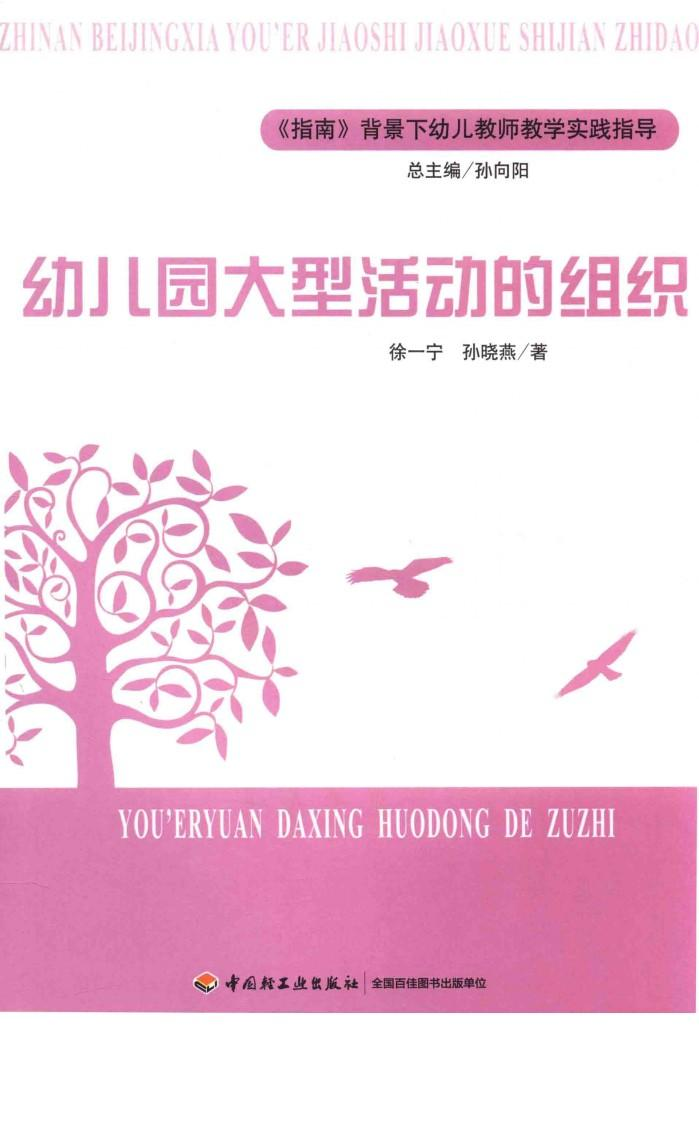 ZHINAN BEIJINGXIA YOU'ER JIAOSHI JIAOXUE SHIJIAN ZHIDAO
《指南》背景下幼儿教师教学实践指导
总主编/孙向阳
幼儿园大型活动的组织
徐一宁 孙晓燕/著
YOU'ERYUAN DAXING HUODONG DE ZUZHI
中国轻工业出版社 全国百佳图书出版单位